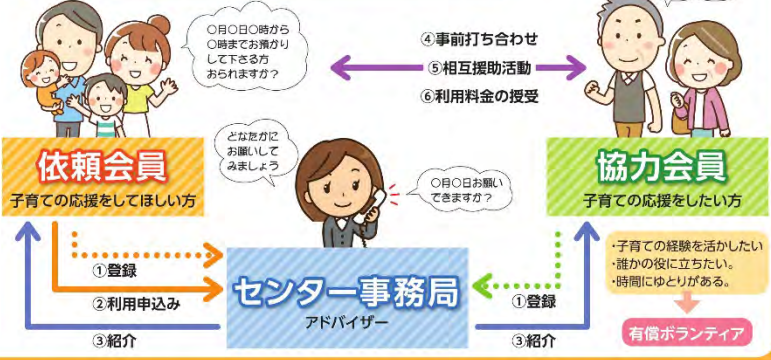 ○月○日○時から
○時までお預かり
して下さる方
おられますか？
④事前打ち合わせ
⑤相互援助活動
⑥利用料金の授受
どなたかに
お願いして
みましょう
○月○日お願い
できますか？
依頼会員
子育ての応援をしてほしい方
協力会員
子育ての応援をしたい方
①登録
②利用申込み
③紹介
センター事務局
アドバイザー
①登録
③紹介
・子育ての経験を活かしたい
・誰かの役に立ちたい。
・時間にゆとりがある。
有償ボランティア